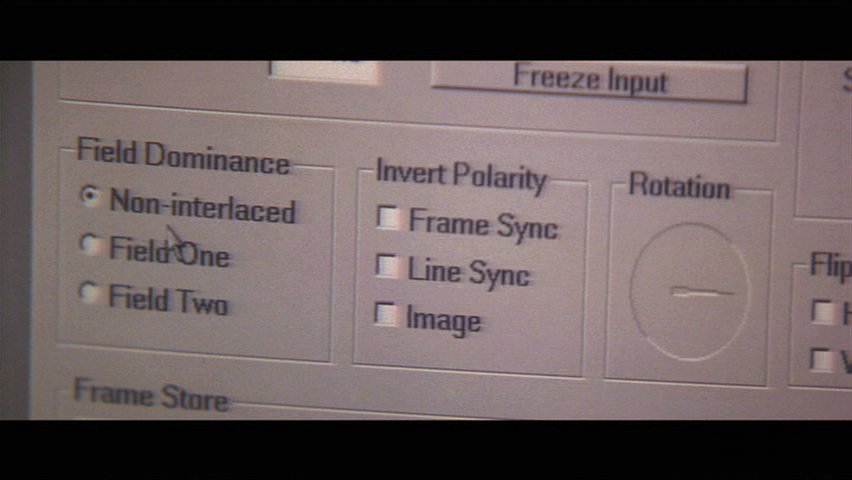 Freeze Input
Field Dominance
Non-interlaced
Field One
Field Two
Invert Polarity
Frame Sync
Line Sync
Image
Rotation
Flip
H
V
Frame Store